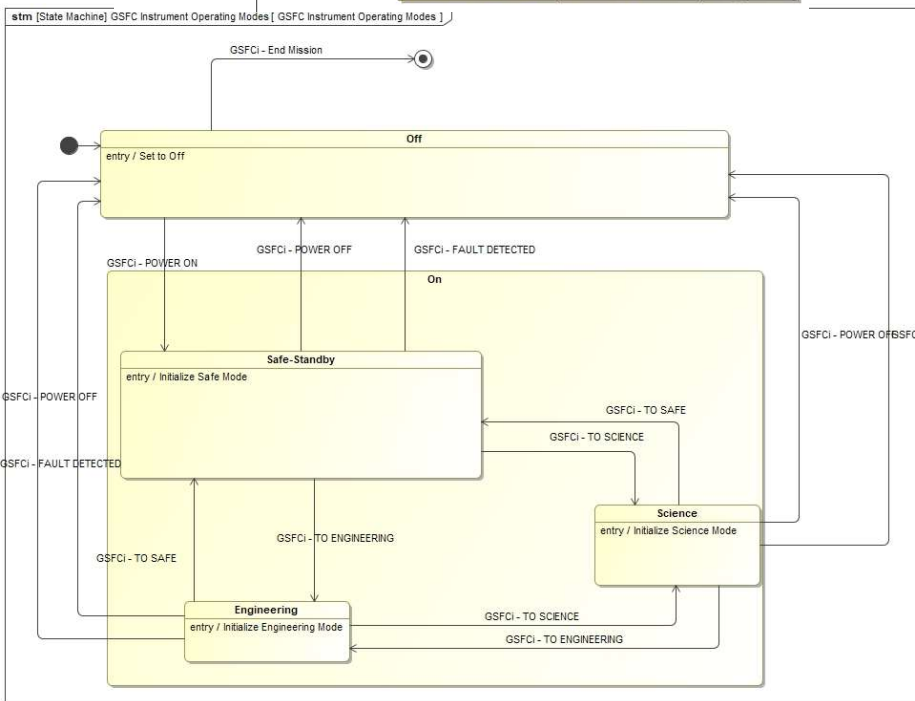 stm [State Machine] GSFC Instrument Operating Modes [ GSFC Instrument Operating Modes ]
GSFCi - End Mission
Off
entry / Set to Off
GSFCi - POWER ON
GSFCi - POWER OFF
GSFCi - FAULT DETECTED
On
GSFCi - POWER OFF
Safe-Standby
entry / Initialize Safe Mode
GSFCi - POWER OFF
GSFCi - TO SAFE
GSFCi - TO SCIENCE
GSFCi - FAULT DETECTED
Science
entry / Initialize Science Mode
GSFCi - TO ENGINEERING
GSFCi - TO SAFE
Engineering
entry / Initialize Engineering Mode
GSFCi - TO SCIENCE
GSFCi - TO ENGINEERING